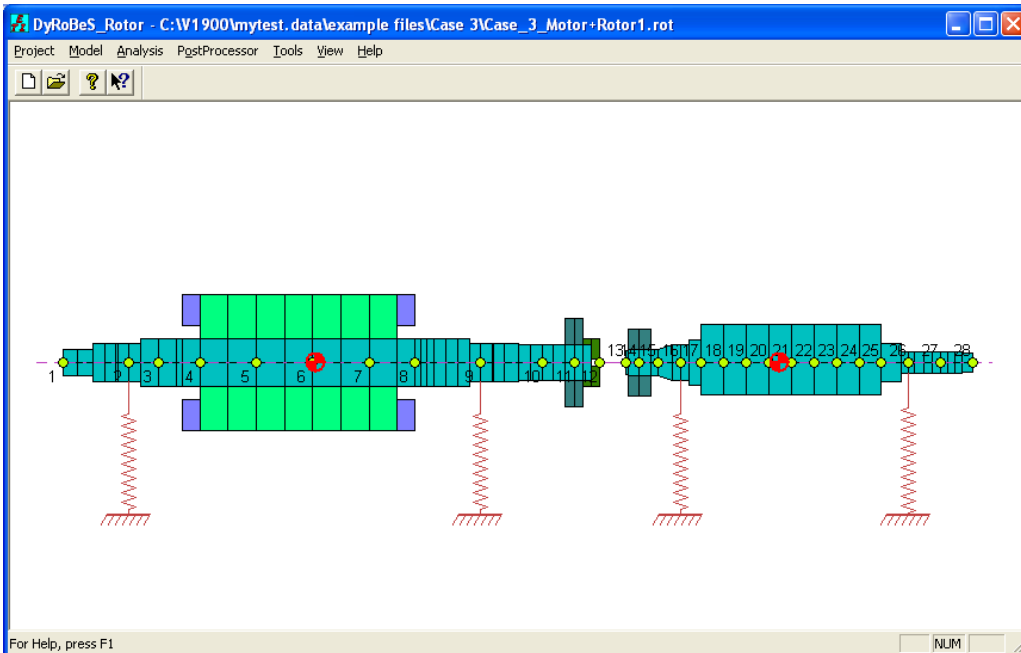 DyRoBeS_Rotor - C:\V1900\mytest.data\example files\Case 3\Case_3_Motor+Rotor1.rot
Project Model Analysis PostProcessor Tools View Help
13 14 15 16 17 18 19 20 21 22 23 24 25 26 27 28
1 2 3 4 5 6 7 8 9 10 11 12
For Help, press F1 NUM